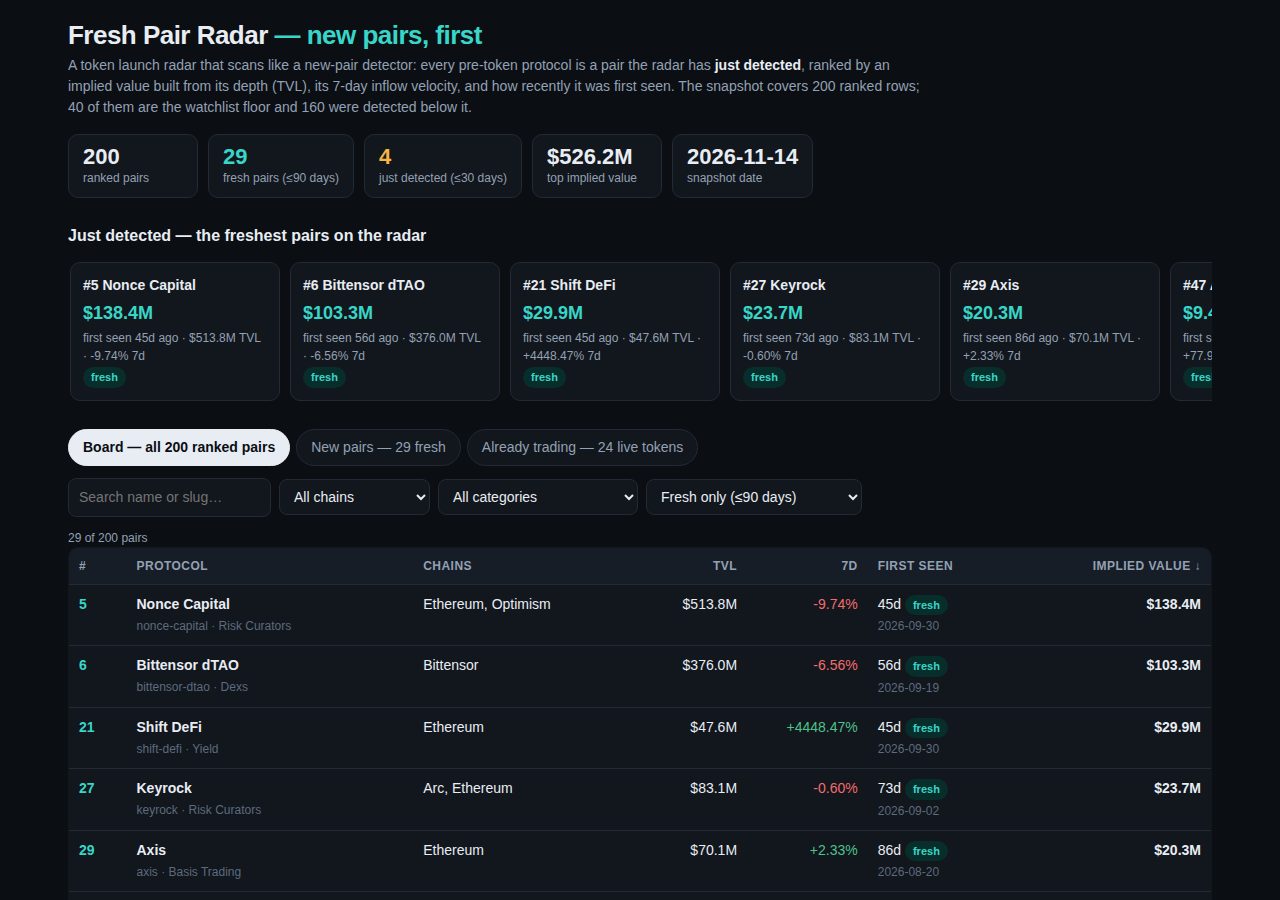 Fresh Pair Radar — new pairs, first
A token launch radar that scans like a new-pair detector: every pre-token protocol is a pair the radar has just detected, ranked by an
implied value built from its depth (TVL), its 7-day inflow velocity, and how recently it was first seen. The snapshot covers 200 ranked rows;
40 of them are the watchlist floor and 160 were detected below it.
200
ranked pairs
29
fresh pairs (≤90 days)
4
just detected (≤30 days)
$526.2M
top implied value
2026-11-14
snapshot date
Just detected — the freshest pairs on the radar
#5 Nonce Capital
$138.4M
first seen 45d ago · $513.8M TVL
· -9.74% 7d
fresh
#6 Bittensor dTAO
$103.3M
first seen 56d ago · $376.0M TVL
· -6.56% 7d
fresh
#21 Shift DeFi
$29.9M
first seen 45d ago · $47.6M TVL ·
+4448.47% 7d
fresh
#27 Keyrock
$23.7M
first seen 73d ago · $83.1M TVL ·
-0.60% 7d
fresh
#29 Axis
$20.3M
first seen 86d ago · $70.1M TVL ·
+2.33% 7d
fresh
#47
Board — all 200 ranked pairs
New pairs — 29 fresh
Already trading — 24 live tokens
Search name or slug…
All chains
All categories
Fresh only (≤90 days)
29 of 200 pairs
# PROTOCOL CHAINS TVL 7D FIRST SEEN IMPLIED VALUE ↓
5 Nonce Capital Ethereum, Optimism $513.8M -9.74% 45d fresh $138.4M
nonce-capital · Risk Curators 2026-09-30
6 Bittensor dTAO Bittensor $376.0M -6.56% 56d fresh $103.3M
bittensor-dtao · Dexs 2026-09-19
21 Shift DeFi Ethereum $47.6M +4448.47% 45d fresh $29.9M
shift-defi · Yield 2026-09-30
27 Keyrock Arc, Ethereum $83.1M -0.60% 73d fresh $23.7M
keyrock · Risk Curators 2026-09-02
29 Axis Ethereum $70.1M +2.33% 86d fresh $20.3M
axis · Basis Trading 2026-08-20